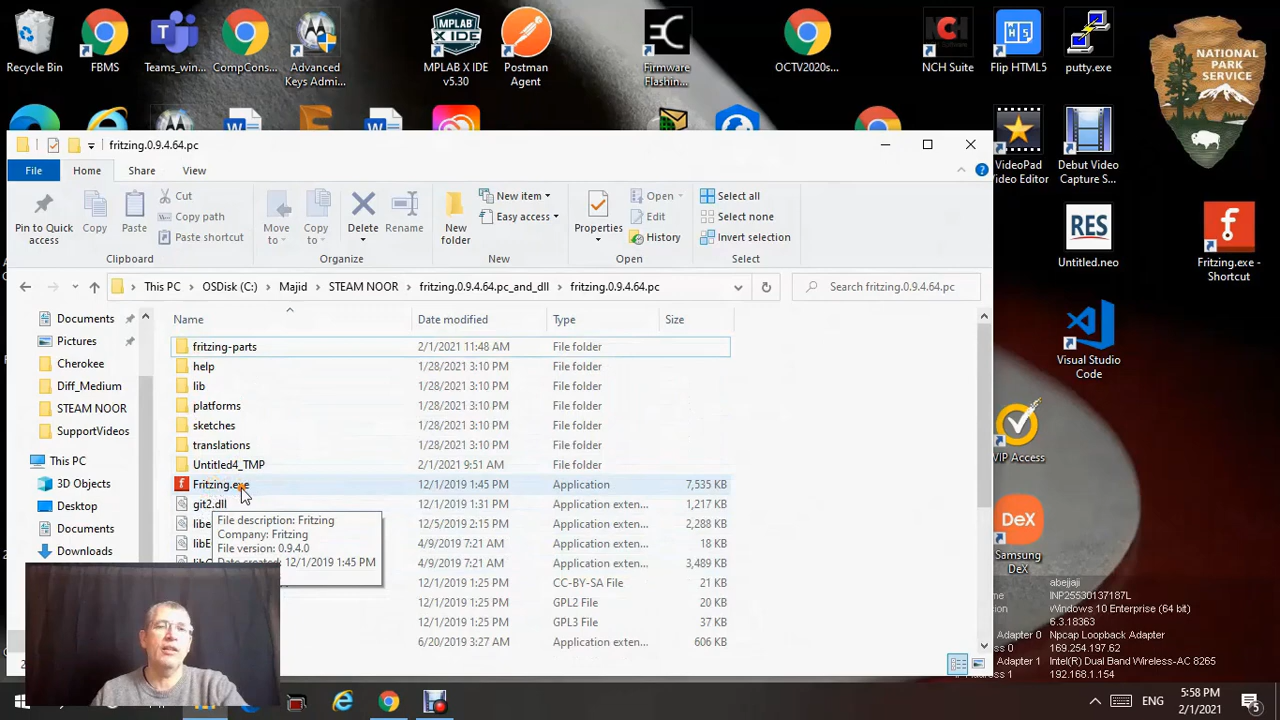 Recycle Bin
FBMS
Teams_win...
CompCons...
Advanced
Keys Admi...
MPLAB
X IDE
MPLAB X IDE
v5.30
Postman
Agent
Firmware
Flashin...
OCTV2020s...
NCH
NCH Suite
Flip HTML5
putty.exe
NATIONAL
PARK
SERVICE
VideoPad
Video Editor
Debut Video
Capture S...
RES
Untitled.neo
Fritzing.exe -
Shortcut
Visual Studio
Code
VIP Access
DeX
Samsung
DeX
fritzing.0.9.4.64.pc
File Home Share View
Pin to Quick
access
Copy
Paste
Cut
Copy path
Paste shortcut
Clipboard
Move
to
Copy
to
Delete
Rename
Organize
New
folder
New item
Easy access
New
Properties
Open
Edit
History
Open
Select all
Select none
Invert selection
Select
This PC > OSDisk (C:) > Majid > STEAM NOOR > fritzing.0.9.4.64.pc_and_dll > fritzing.0.9.4.64.pc
Search fritzing.0.9.4.64.pc
Documents
Pictures
Cherokee
Diff_Medium
STEAM NOOR
SupportVideos
This PC
3D Objects
Desktop
Documents
Downloads
Name Date modified Type Size
fritzing-parts 2/1/2021 11:48 AM File folder
help 1/28/2021 3:10 PM File folder
lib 1/28/2021 3:10 PM File folder
platforms 1/28/2021 3:10 PM File folder
sketches 1/28/2021 3:10 PM File folder
translations 1/28/2021 3:10 PM File folder
Untitled4_TMP 2/1/2021 9:51 AM File folder
Fritzing.exe 12/1/2019 1:45 PM Application 7,535 KB
git2.dll 12/1/2019 1:31 PM Application exten... 1,217 KB
12/5/2019 2:15 PM Application exten... 2,288 KB
4/9/2019 7:21 AM Application exten... 18 KB
4/9/2019 7:21 AM Application exten... 3,489 KB
12/1/2019 1:25 PM CC-BY-SA File 21 KB
12/1/2019 1:25 PM GPL2 File 20 KB
12/1/2019 1:25 PM GPL3 File 37 KB
6/20/2019 3:27 AM Application exten... 606 KB
File description: Fritzing
Company: Fritzing
File version: 0.9.4.0
Date created: 12/1/2019 1:45 PM
abejjaji
INP25530137187L
Windows 10 Enterprise (64 bit)
6.3.18363
Adapter 0 Npcap Loopback Adapter
0 169.254.197.62
Adapter 1 Intel(R) Dual Band Wireless-AC 8265
IP Address 1 192.168.1.154
ENG
5:58 PM
2/1/2021
5